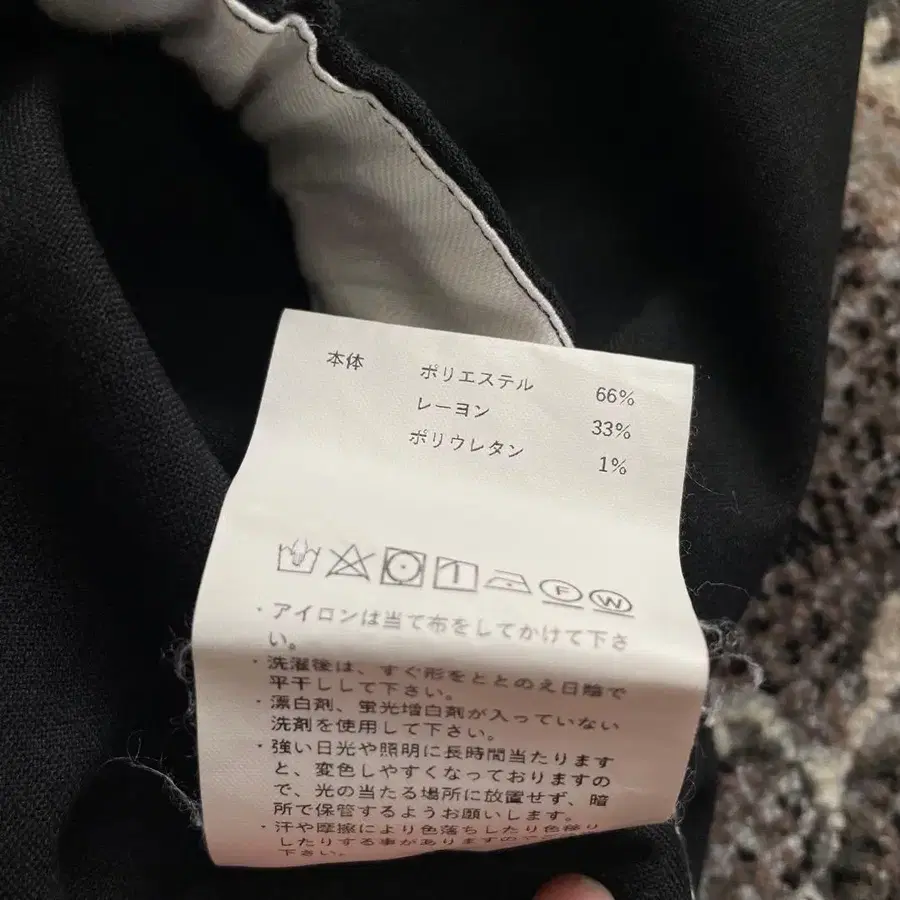 本体 ポリエステル 66%
レーヨン 33%
ポリウレタン 1%
F W
・アイロンは当て布をしてかけて下さ
い。
・洗濯後は、すぐ形をととのえ日陰で
平干しして下さい。
・漂白剤、蛍光増白剤が入っていない
洗剤を使用して下さい。
・強い日光や照明に長時間当たります
と、変色しやすくなっておりますの
で、光の当たる場所に放置せず、暗
所で保管するようお願いします。
・汗や摩擦により色落ちしたり色移り
したりする事がありますので
下さい。